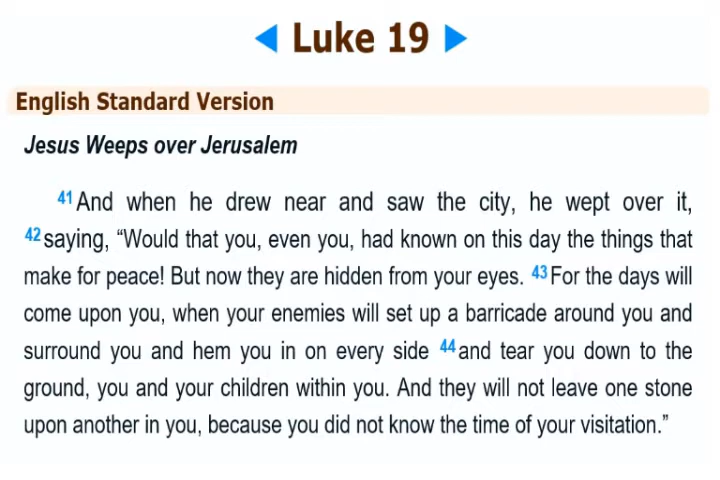 Luke 19
English Standard Version
Jesus Weeps over Jerusalem
41 And when he drew near and saw the city, he wept over it,
42 saying, “Would that you, even you, had known on this day the things that
make for peace! But now they are hidden from your eyes. 43 For the days will
come upon you, when your enemies will set up a barricade around you and
surround you and hem you in on every side 44 and tear you down to the
ground, you and your children within you. And they will not leave one stone
upon another in you, because you did not know the time of your visitation.”